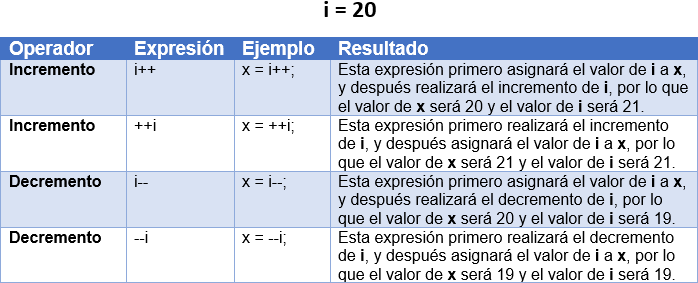 i = 20
Operador Expresión Ejemplo Resultado
Incremento i++ x = i++; Esta expresión primero asignará el valor de i a x,
y después realizará el incremento de i, por lo que
el valor de x será 20 y el valor de i será 21.
Incremento ++i x = ++i; Esta expresión primero realizará el incremento
de i, y después asignará el valor de i a x, por lo
que el valor de x será 21 y el valor de i será 21.
Decremento i-- x = i--; Esta expresión primero asignará el valor de i a x,
y después realizará el decremento de i, por lo
que el valor de x será 20 y el valor de i será 19.
Decremento --i x = --i; Esta expresión primero realizará el decremento
de i, y después asignará el valor de i a x, por lo
que el valor de x será 19 y el valor de i será 19.